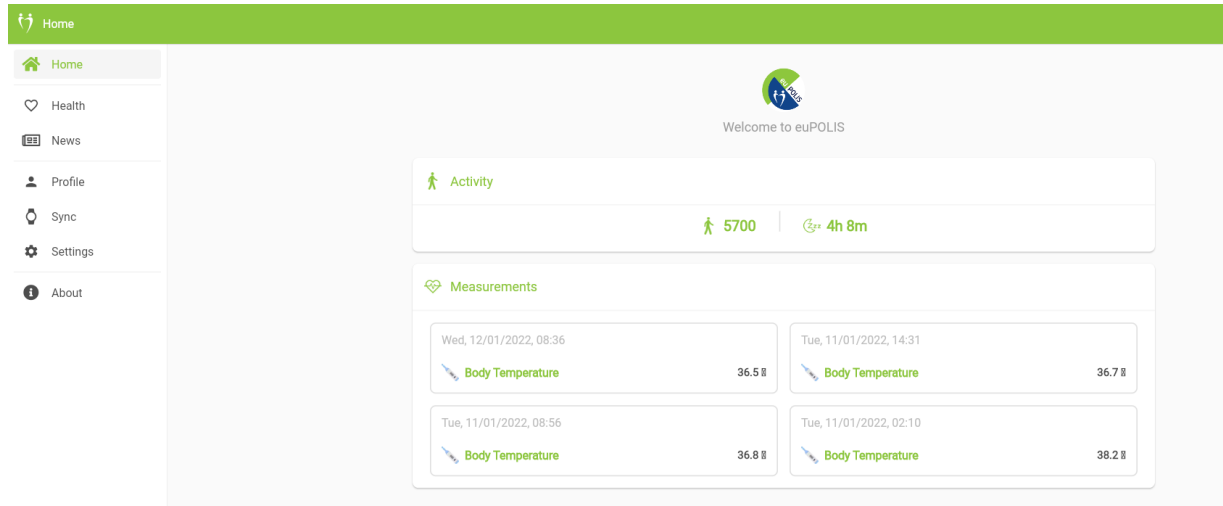 Home
Home
Health
News
Profile
Sync
Settings
About
euPOLIS
Welcome to euPOLIS
Activity
5700
4h 8m
Measurements
Wed, 12/01/2022, 08:36
Body Temperature 36.5
Tue, 11/01/2022, 14:31
Body Temperature 36.7
Tue, 11/01/2022, 08:56
Body Temperature 36.8
Tue, 11/01/2022, 02:10
Body Temperature 38.2